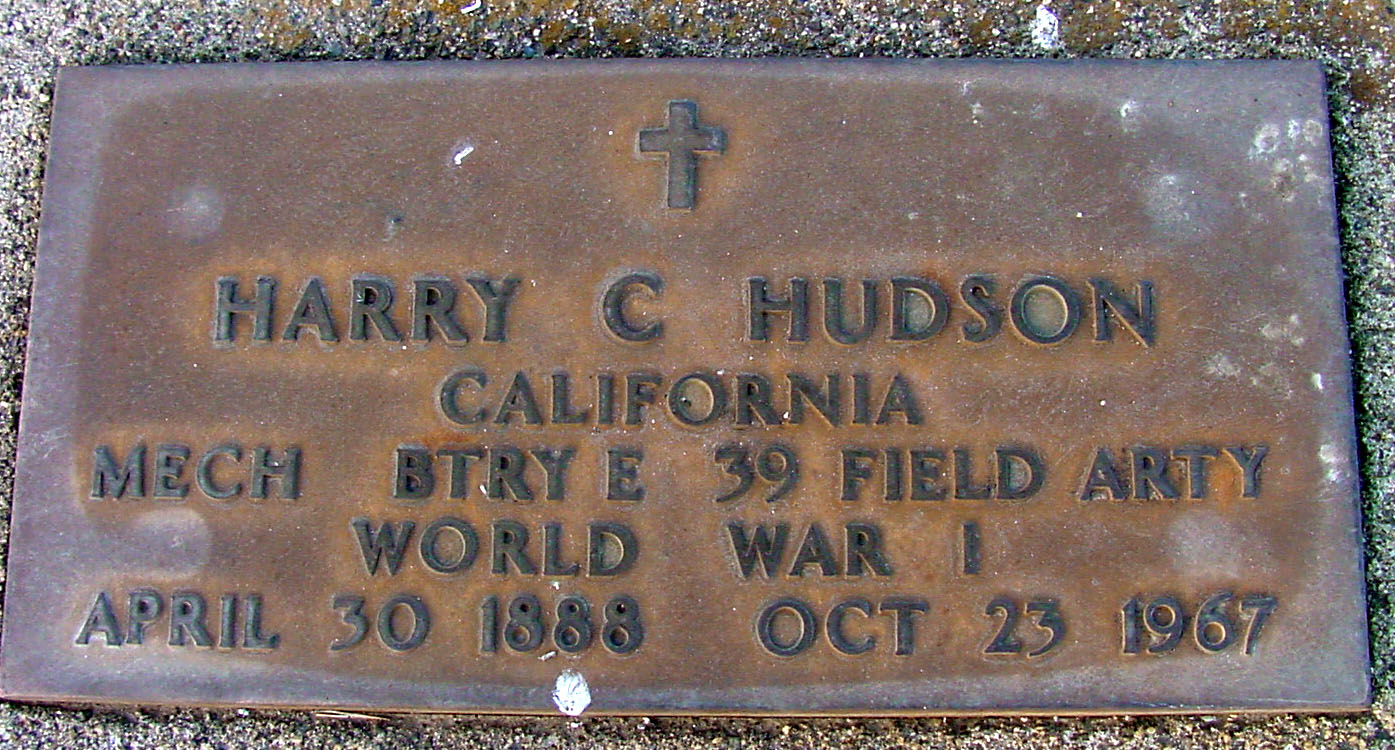 HARRY C HUDSON
CALIFORNIA
MECH BTRY E 39 FIELD ARTY
WORLD WAR I
APRIL 30 1888 OCT 23 1967